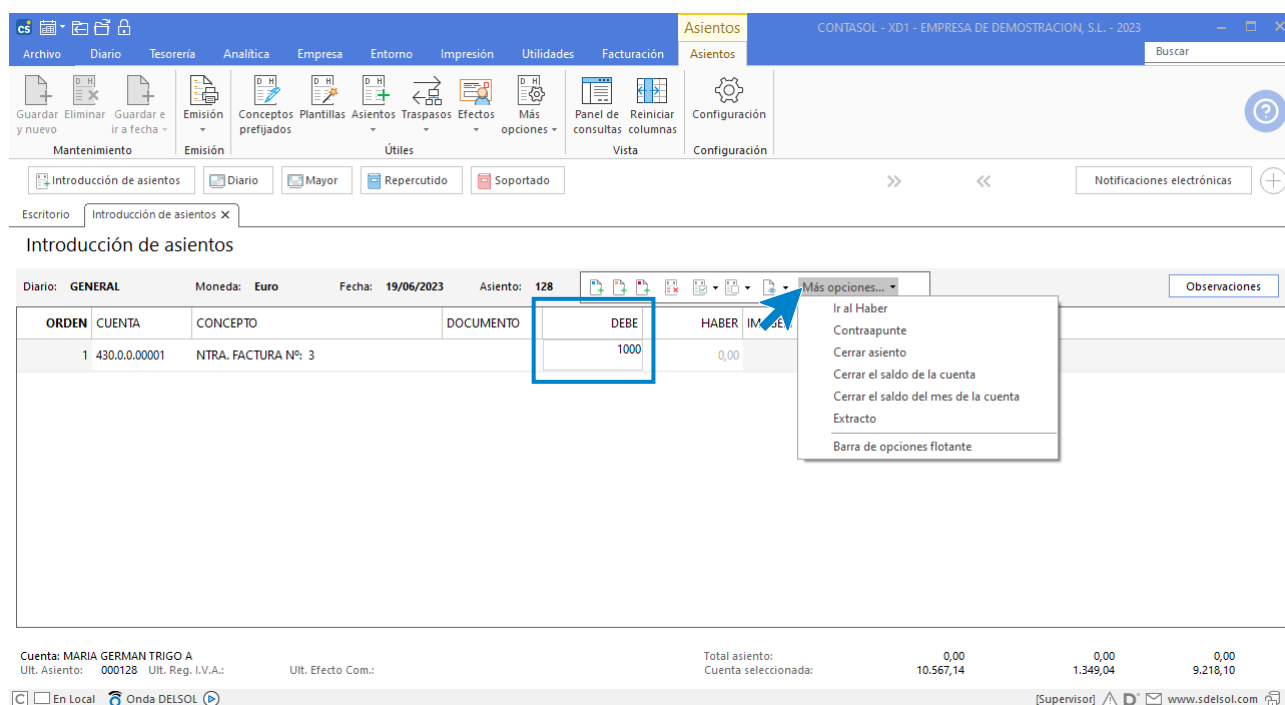 cs Asientos CONTASOL - XD1 - EMPRESA DE DEMOSTRACION, S.L. - 2023
Archivo Diario Tesorería Analítica Empresa Entorno Impresión Utilidades Facturación Asientos Buscar
Guardar Eliminar Guardar e Emisión Conceptos Plantillas Asientos Traspasos Efectos Más Panel de Reiniciar Configuración
y nuevo ir a fecha prefijados opciones consultas columnas
Mantenimiento Emisión Útiles Vista Configuración
Introducción de asientos Diario Mayor Repercutido Soportado Notificaciones electrónicas
Escritorio Introducción de asientos X
Introducción de asientos
Diario: GENERAL Moneda: Euro Fecha: 19/06/2023 Asiento: 128 Más opciones... Observaciones
ORDEN CUENTA CONCEPTO DOCUMENTO DEBE HABER
1 430.0.0.00001 NTRA. FACTURA Nº: 3 1000 0,00
Ir al Haber
Contraapunte
Cerrar asiento
Cerrar el saldo de la cuenta
Cerrar el saldo del mes de la cuenta
Extracto
Barra de opciones flotante
Cuenta: MARIA GERMAN TRIGO A Total asiento: 0,00 0,00 0,00
Ult. Asiento: 000128 Ult. Reg. I.V.A.: Ult. Efecto Com.: Cuenta seleccionada: 10.567,14 1.349,04 9.218,10
C En Local Onda DELSOL [Supervisor] D www.sdelsol.com